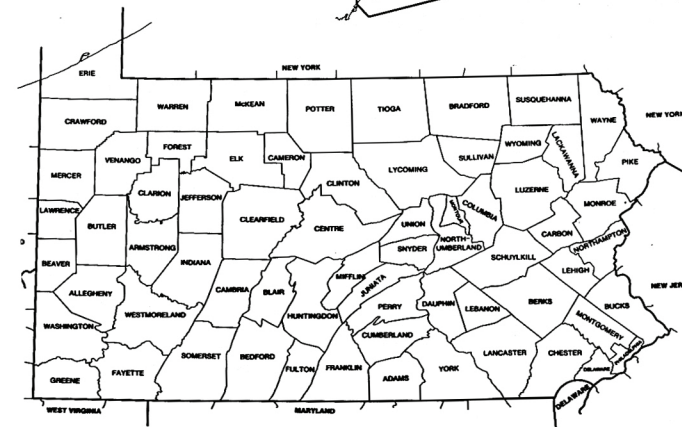 NEW YORK
ERIE
CRAWFORD
WARREN
McKEAN
POTTER
TIOGA
BRADFORD
SUSQUEHANNA
WAYNE
NEW YORK
WYOMING
LACKAWANNA
PIKE
VENANGO
FOREST
ELK
CAMERON
LYCOMING
SULLIVAN
MERCER
CLARION
JEFFERSON
CLINTON
LUZERNE
MONROE
LAWRENCE
BUTLER
CLEARFIELD
CENTRE
UNION
MONTOUR
COLUMBIA
CARBON
NORTHAMPTON
BEAVER
ARMSTRONG
INDIANA
SNYDER
NORTH-
UMBERLAND
SCHUYLKILL
LEHIGH
ALLEGHENY
CAMBRIA
BLAIR
MIFFLIN
JUNIATA
HUNTINGDON
PERRY
DAUPHIN
LEBANON
BERKS
BUCKS
NEW JER
WASHINGTON
WESTMORELAND
CUMBERLAND
MONTGOMERY
PHILADELPHIA
GREENE
FAYETTE
SOMERSET
BEDFORD
FULTON
FRANKLIN
ADAMS
YORK
LANCASTER
CHESTER
DELAWARE
DELAWARE
WEST VIRGINIA
MARYLAND